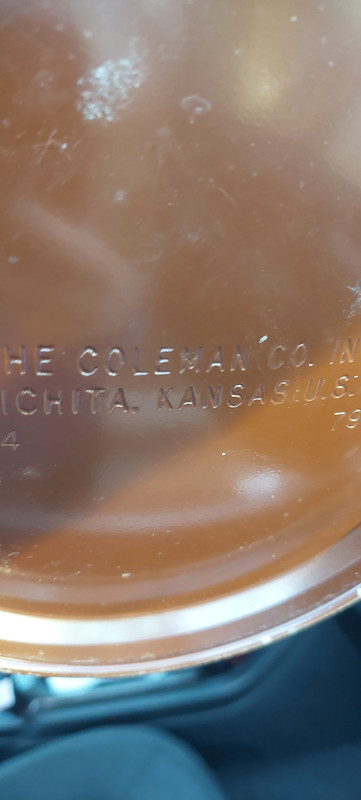 HE COLEMAN CO. IN
ICHITA, KANSAS U.S.
4 79